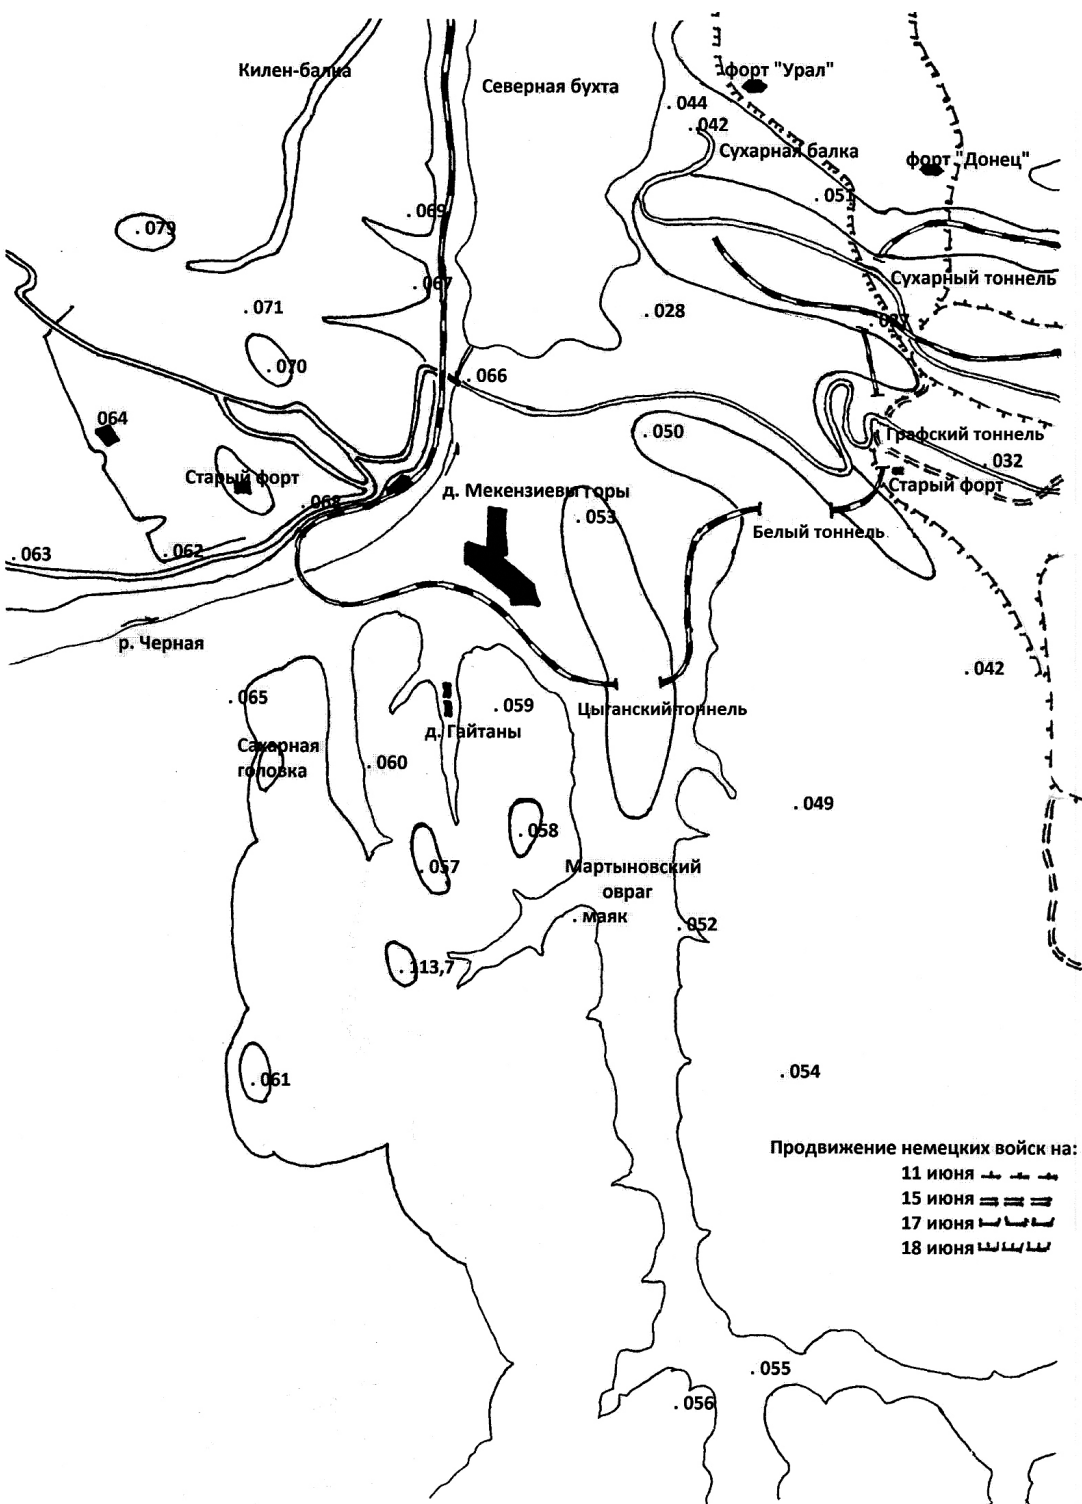 Килен-балка
Северная бухта
форт "Урал"
. 044
. 042
Сухарная балка
форт "Донец"
. 051
. 079
. 069
. 067
Сухарный тоннель
. 071
. 028
. 027
. 070
. 066
064
. 050
Графский тоннель
. 032
Старый форт
Старый форт
д. Мекензиевы горы
. 068
. 053
Белый тоннель
. 063
. 062
р. Черная
. 042
. 065
. 059
Цыганский тоннель
д. Гайтаны
Сахарная
головка
. 060
. 049
. 058
. 057
Мартыновский
овраг
. маяк
. 052
. 113,7
. 061
. 054
Продвижение немецких войск на:
11 июня
15 июня
17 июня
18 июня
. 055
. 056